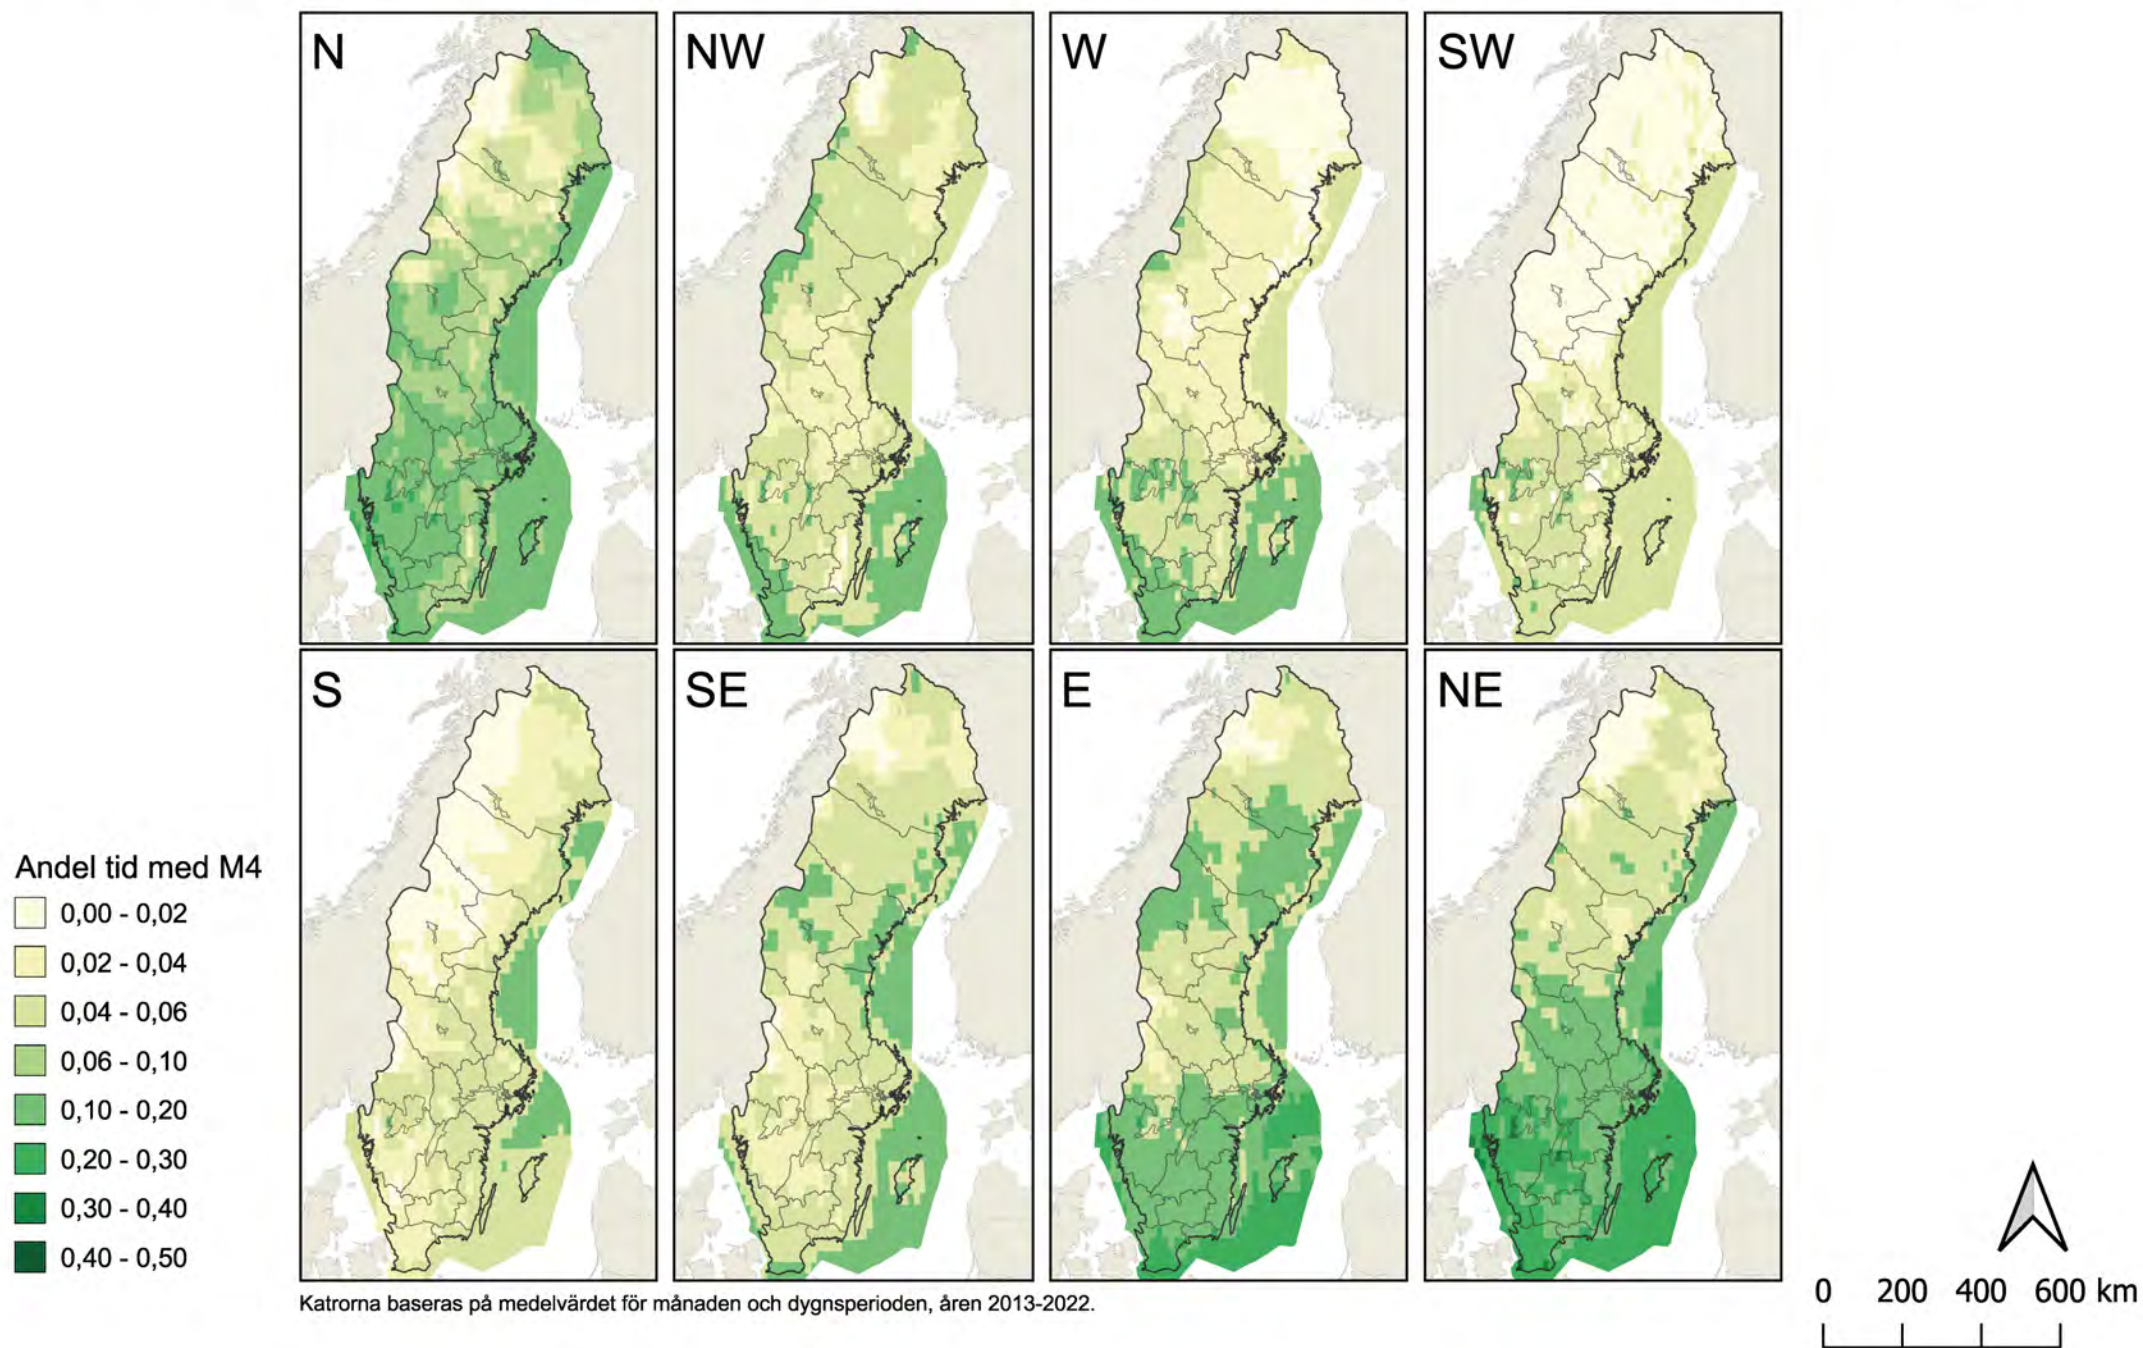 N
NW
W
SW
S
SE
E
NE
Andel tid med M4
0,00 - 0,02
0,02 - 0,04
0,04 - 0,06
0,06 - 0,10
0,10 - 0,20
0,20 - 0,30
0,30 - 0,40
0,40 - 0,50
Katrorna baseras på medelvärdet för månaden och dygnsperioden, åren 2013-2022.
0 200 400 600 km